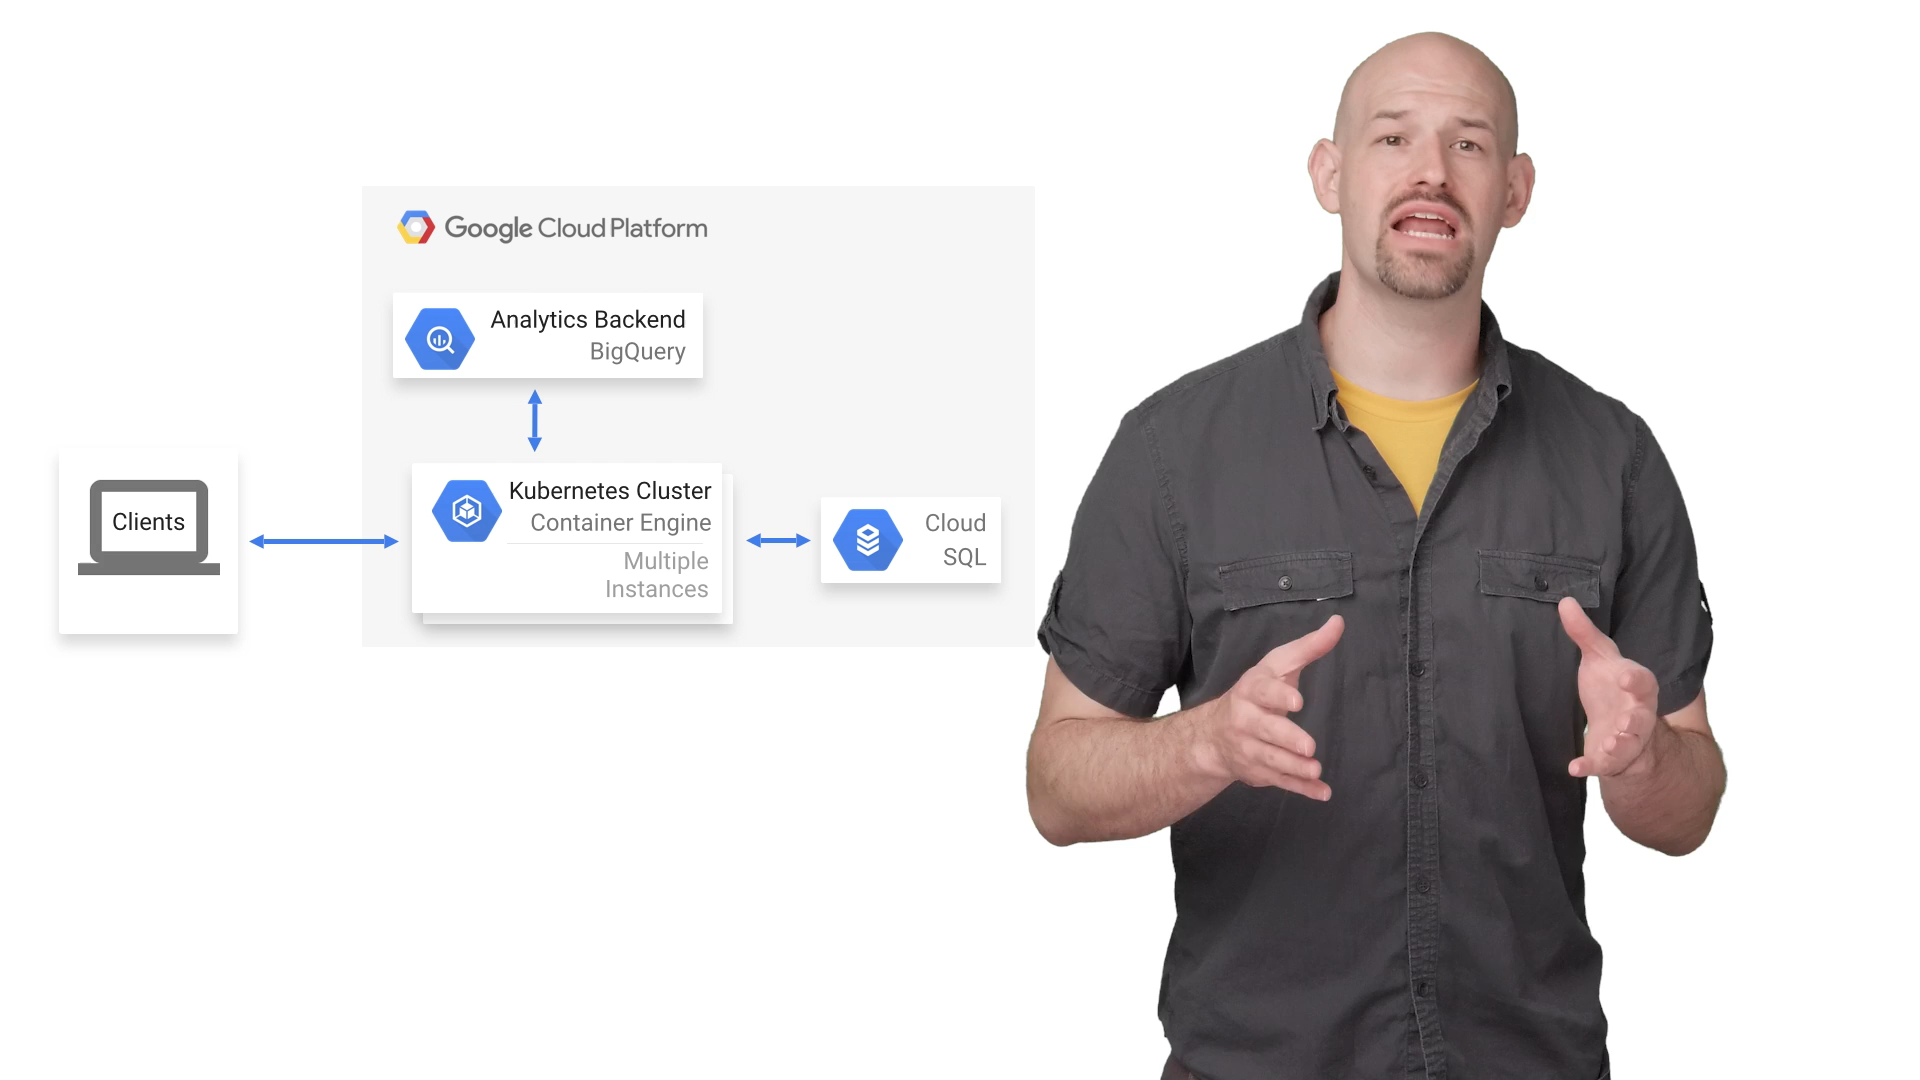 Google Cloud Platform
Analytics Backend
BigQuery
Clients
Kubernetes Cluster
Container Engine
Multiple
Instances
Cloud
SQL